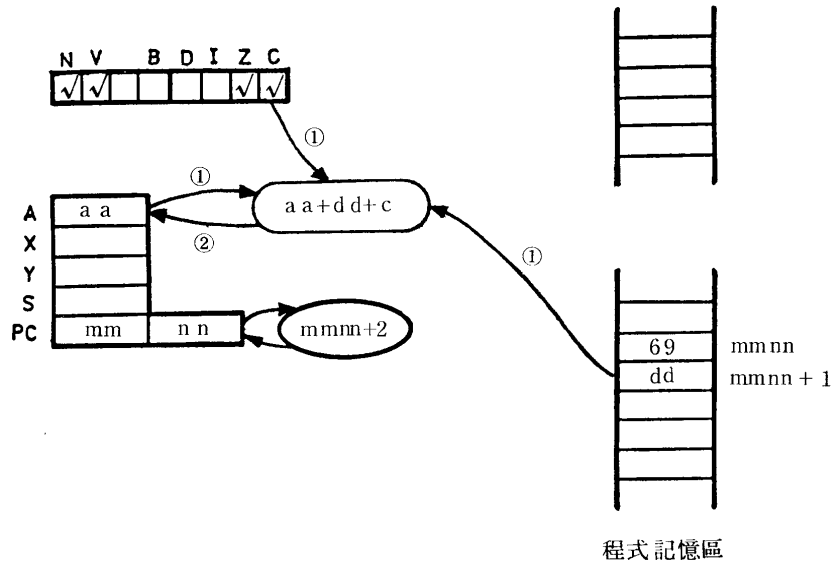 N V B D I Z C
√ √ √ √
①
①
A a a
aa+dd+c
②
①
X
Y
S
PC mm nn
mmnn+2
69 mmnn
dd mmnn + 1
程式記憶區